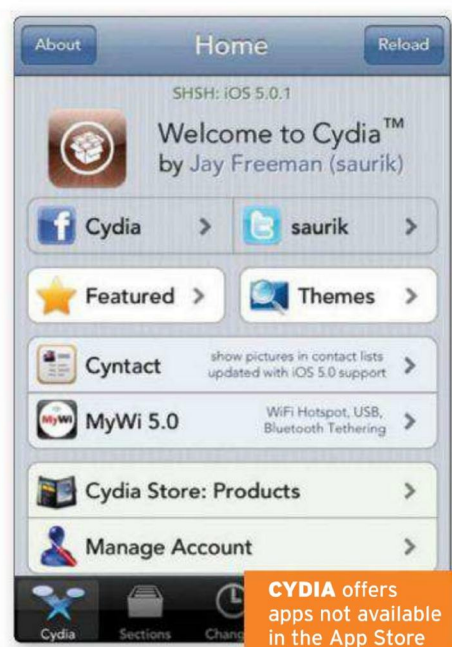 About
Home
Reload
SHSH: iOS 5.0.1
Welcome to Cydia™
by Jay Freeman (saurik)
Cydia
saurik
Featured
Themes
Cyntact
show pictures in contact lists
updated with iOS 5.0 support
MyWi
MyWi 5.0
WiFi Hotspot, USB,
Bluetooth Tethering
Cydia Store: Products
Manage Account
Cydia
Sections
CYDIA offers
apps not available
in the App Store